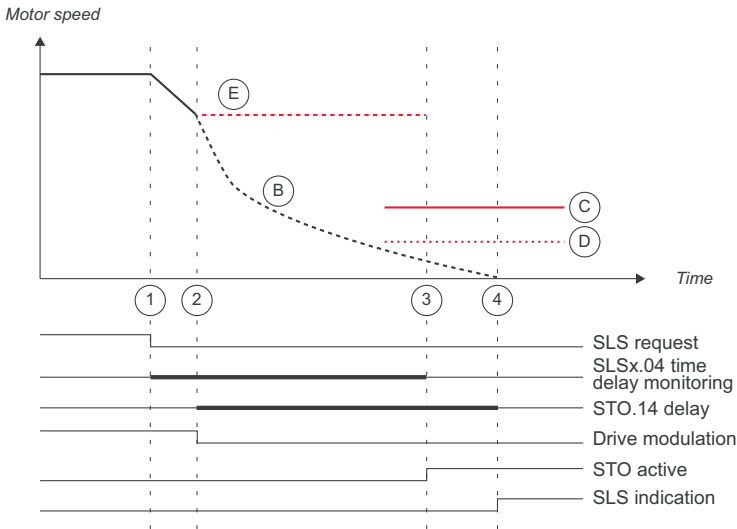 Motor speed
E
B
C
D
Time
1 2 3 4
SLS request
SLSx.04 time
delay monitoring
STO.14 delay
Drive modulation
STO active
SLS indication